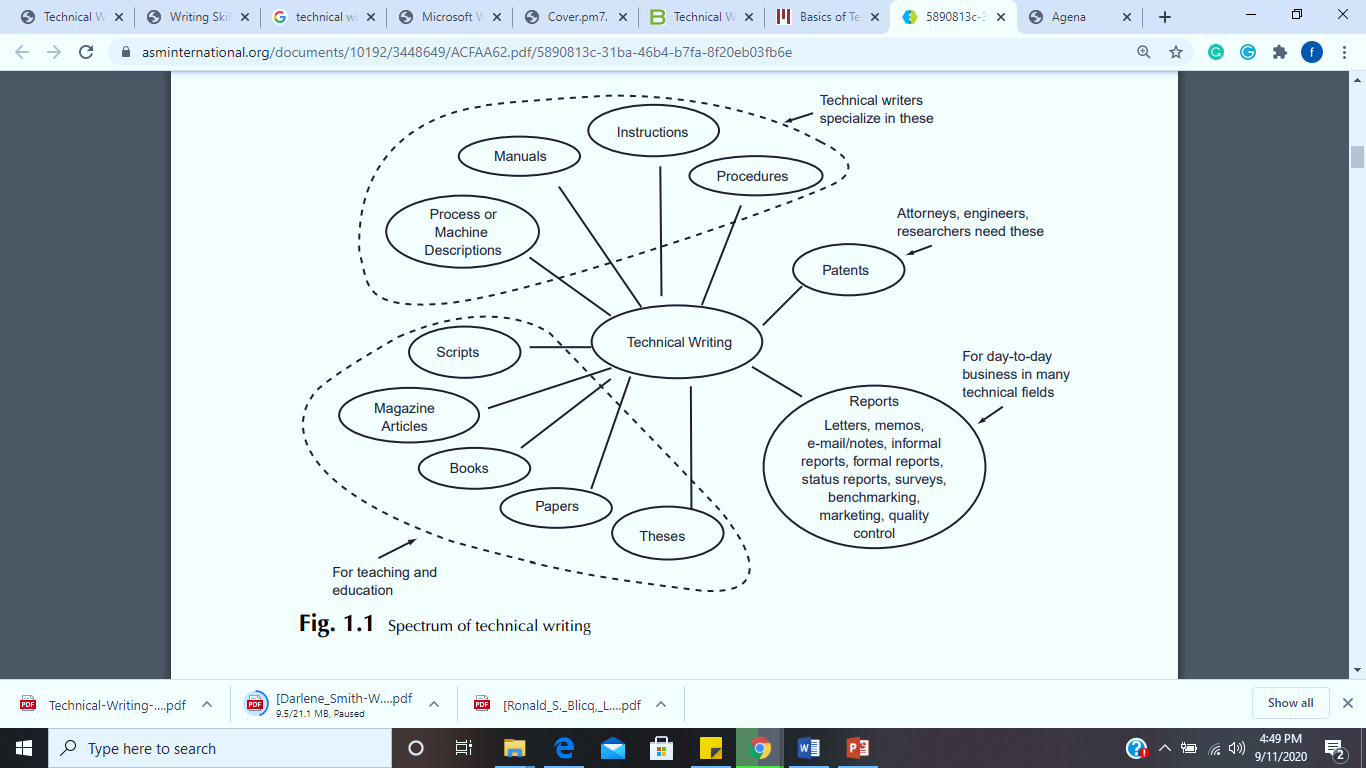 Technical W
Writing Skil
technical wr
Microsoft W
Cover.pm7.
Technical W
Basics of Te
5890813c-3
Agena
asminternational.org/documents/10192/3448649/ACFAA62.pdf/5890813c-31ba-46b4-b7fa-8f20eb03fb6e
f
Technical writers
specialize in these
Instructions
Manuals
Procedures
Process or
Machine
Descriptions
Attorneys, engineers,
researchers need these
Patents
Technical Writing
Scripts
Magazine
Articles
Books
Papers
Theses
For day-to-day
business in many
technical fields
Reports
Letters, memos,
e-mail/notes, informal
reports, formal reports,
status reports, surveys,
benchmarking,
marketing, quality
control
For teaching and
education
Fig. 1.1 Spectrum of technical writing
PDF
Technical-Writing-....pdf
PDF
[Darlene_Smith-W....pdf
9.5/21.1 MB, Paused
PDF
[Ronald_S._Blicq,_L....pdf
Show all
Type here to search
4:49 PM
9/11/2020
2